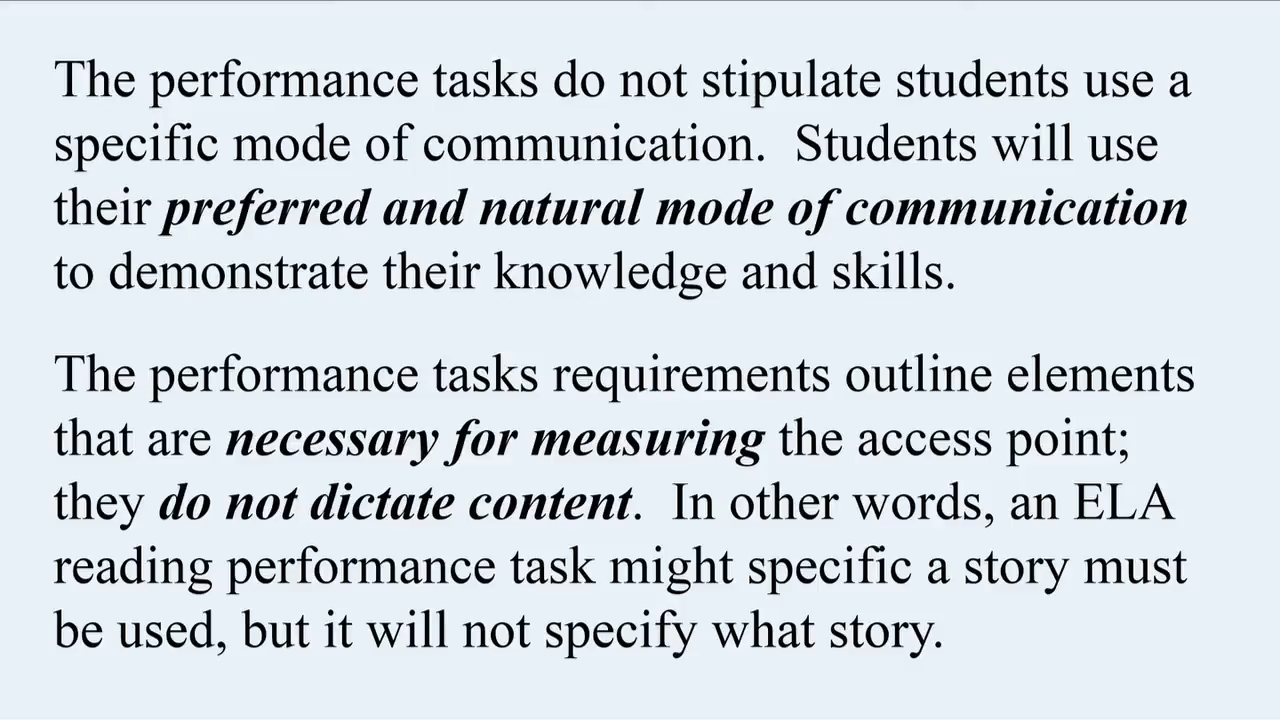 The performance tasks do not stipulate students use a
specific mode of communication.  Students will use
their preferred and natural mode of communication
to demonstrate their knowledge and skills.
The performance tasks requirements outline elements
that are necessary for measuring the access point;
they do not dictate content.  In other words, an ELA
reading performance task might specific a story must
be used, but it will not specify what story.